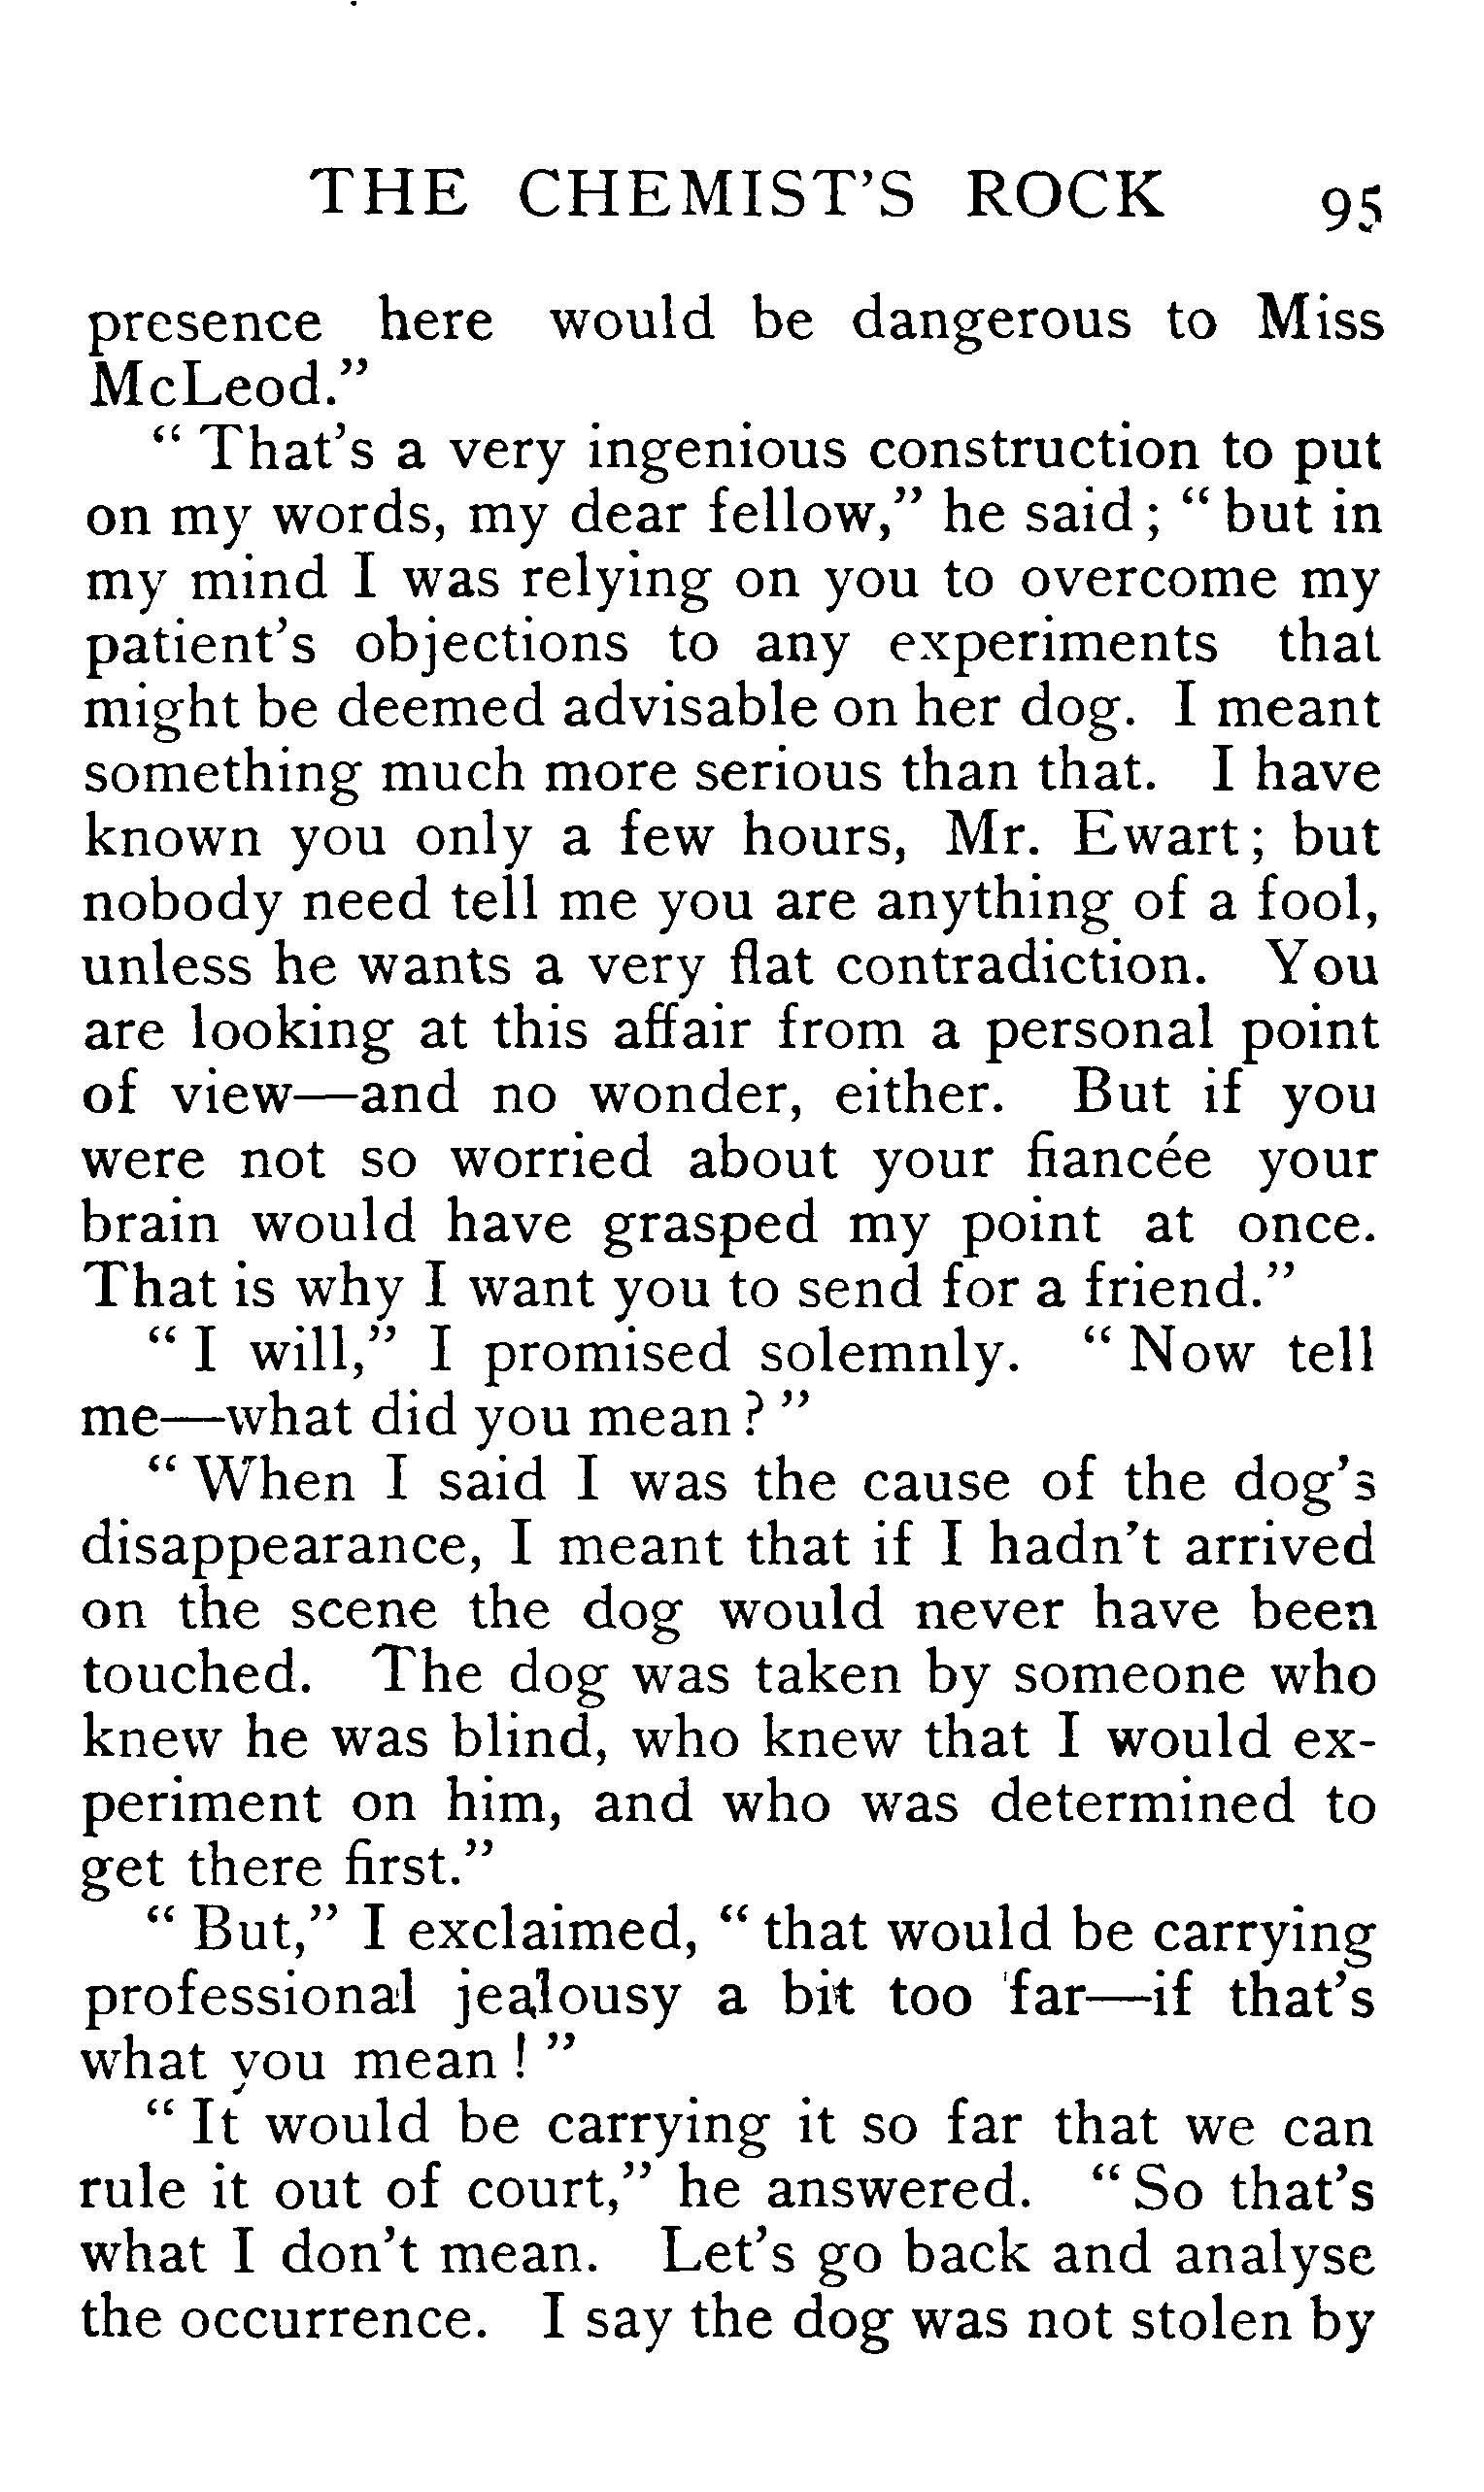 THE CHEMIST'S ROCK 95
presence here would be dangerous to Miss
McLeod."
"That's a very ingenious construction to put
on my words, my dear fellow," he said; "but in
my mind I was relying on you to overcome my
patient's objections to any experiments that
might be deemed advisable on her dog. I meant
something much more serious than that. I have
known you only a few hours, Mr. Ewart; but
nobody need tell me you are anything of a fool,
unless he wants a very flat contradiction. You
are looking at this affair from a personal point
of view—and no wonder, either. But if you
were not so worried about your fiancée your
brain would have grasped my point at once.
That is why I want you to send for a friend."
"I will," I promised solemnly. "Now tell
me—what did you mean?"
"When I said I was the cause of the dog's
disappearance, I meant that if I hadn't arrived
on the scene the dog would never have been
touched. The dog was taken by someone who
knew he was blind, who knew that I would ex-
periment on him, and who was determined to
get there first."
"But," I exclaimed, "that would be carrying
professional jealousy a bit too far—if that's
what you mean!"
"It would be carrying it so far that we can
rule it out of court," he answered. "So that's
what I don't mean. Let's go back and analyse
the occurrence. I say the dog was not stolen by